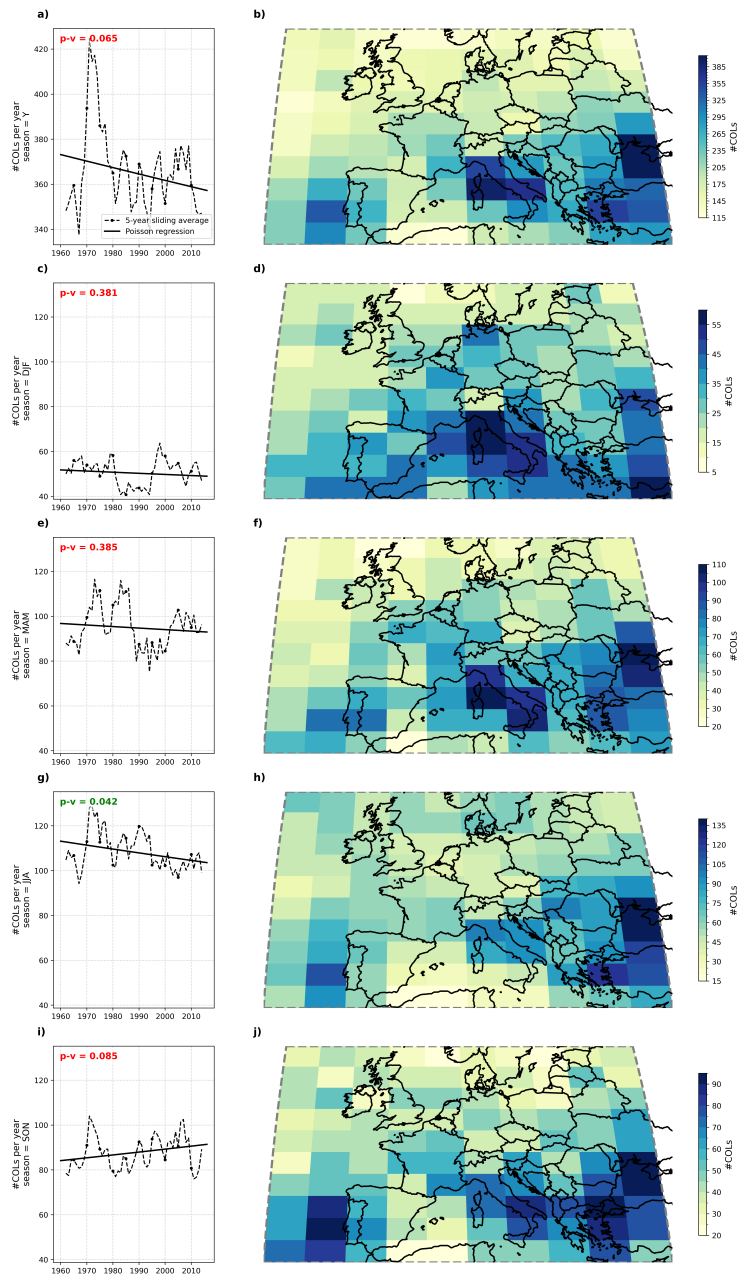 a)
p-v = 0.065
420
400
380
360
340
#COLs per year
season = Y
5-year sliding average
Poisson regression
1960 1970 1980 1990 2000 2010
b)
385
355
325
295
265
235
205
175
145
115
#COLs
c)
p-v = 0.381
120
100
80
60
40
#COLs per year
season = DJF
1960 1970 1980 1990 2000 2010
d)
55
45
35
25
15
5
#COLs
e)
p-v = 0.385
120
100
80
60
40
#COLs per year
season = MAM
1960 1970 1980 1990 2000 2010
f)
110
100
90
80
70
60
50
40
30
20
#COLs
g)
p-v = 0.042
120
100
80
60
40
#COLs per year
season = JJA
1960 1970 1980 1990 2000 2010
h)
135
120
105
90
75
60
45
30
15
#COLs
i)
p-v = 0.085
120
100
80
60
40
#COLs per year
season = SON
1960 1970 1980 1990 2000 2010
j)
90
80
70
60
50
40
30
20
#COLs